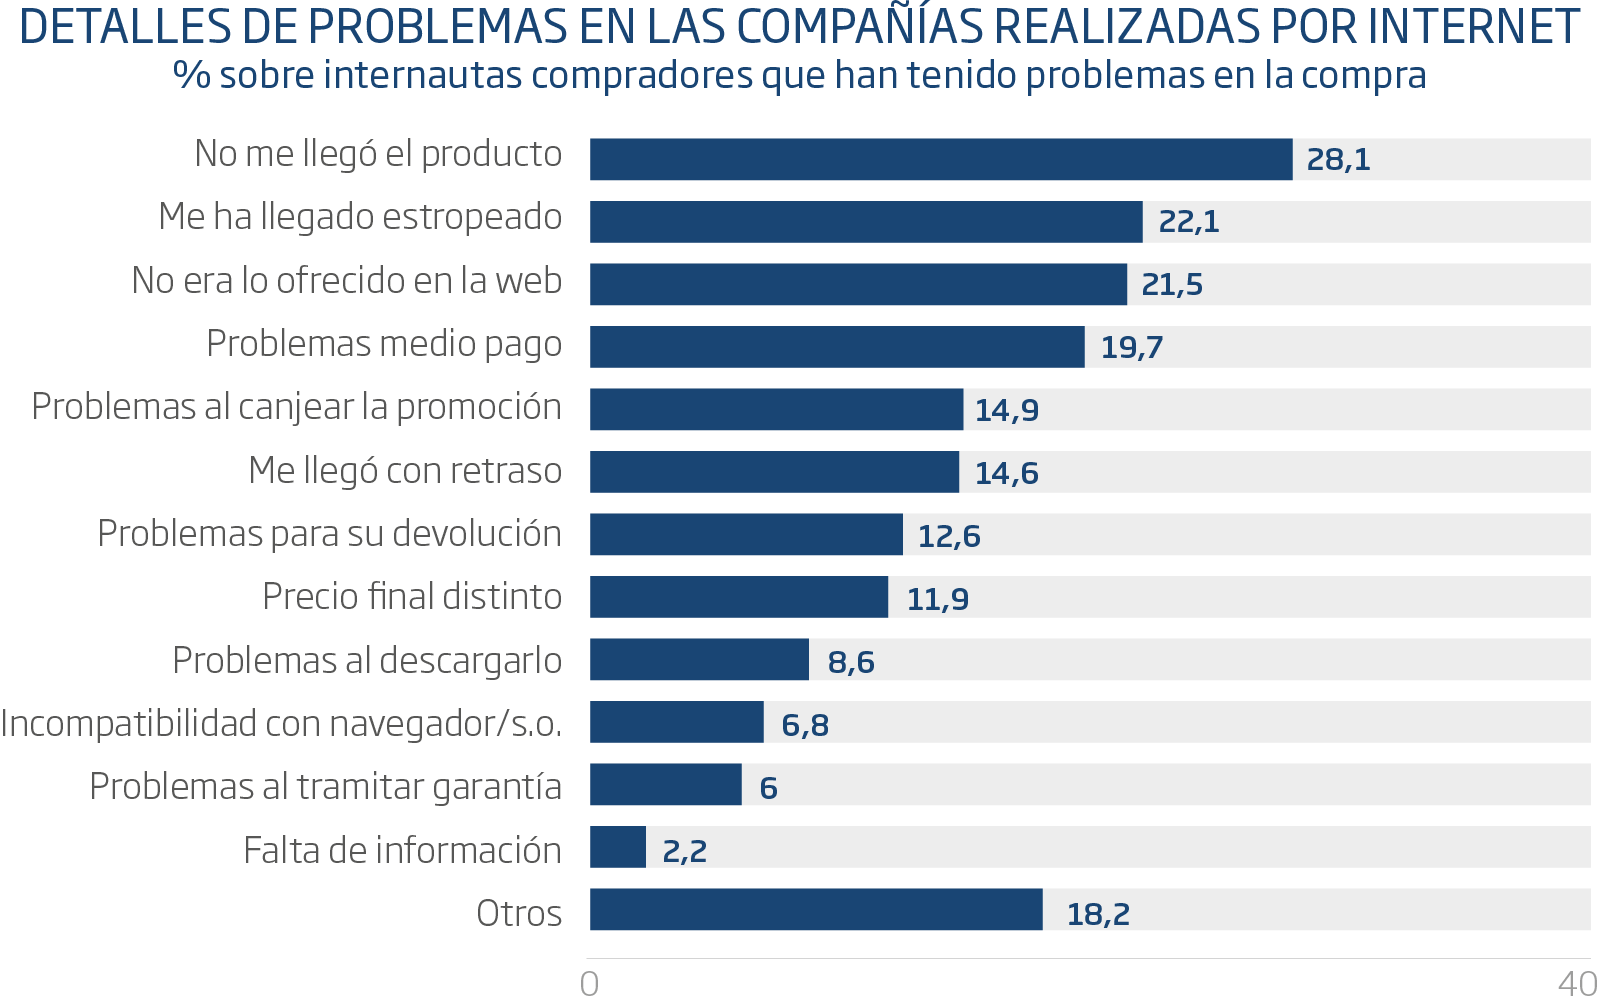 DETALLES DE PROBLEMAS EN LAS COMPAÑÍAS REALIZADAS POR INTERNET
% sobre internautas compradores que han tenido problemas en la compra
No me llegó el producto 28,1
Me ha llegado estropeado 22,1
No era lo ofrecido en la web 21,5
Problemas medio pago 19,7
Problemas al canjear la promoción 14,9
Me llegó con retraso 14,6
Problemas para su devolución 12,6
Precio final distinto 11,9
Problemas al descargarlo 8,6
Incompatibilidad con navegador/s.o. 6,8
Problemas al tramitar garantía 6
Falta de información 2,2
Otros 18,2
0 40